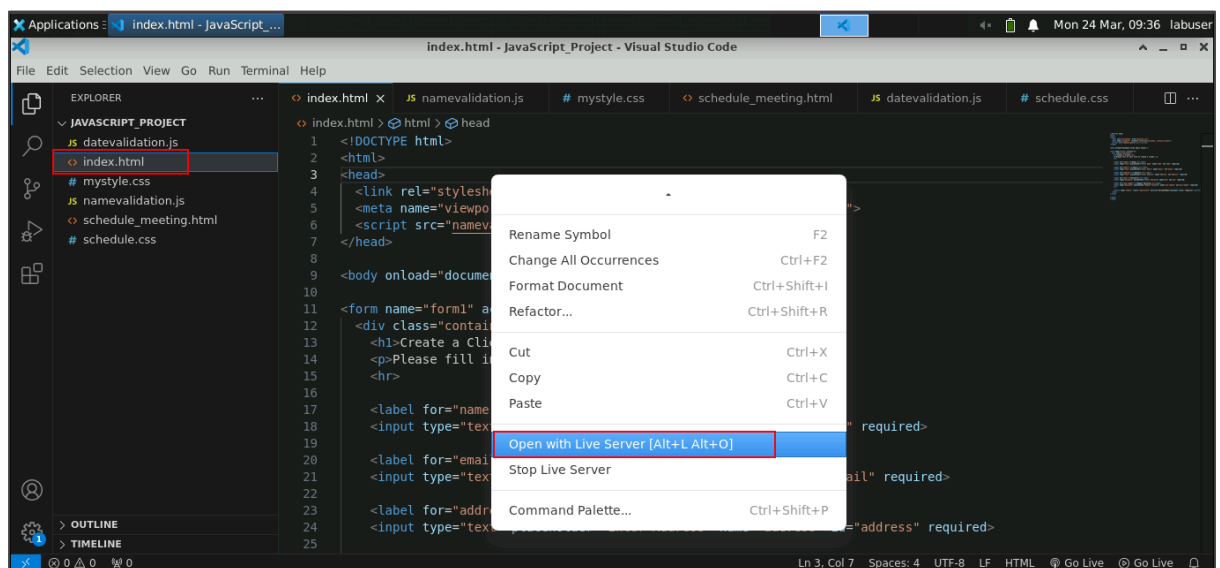 Applications index.html - JavaScript_... Mon 24 Mar, 09:36 labuser
index.html - JavaScript_Project - Visual Studio Code
File Edit Selection View Go Run Terminal Help
EXPLORER ...
index.html JS namevalidation.js # mystyle.css schedule_meeting.html JS datevalidation.js # schedule.css ...
JAVASCRIPT_PROJECT
JS datevalidation.js
index.html
# mystyle.css
JS namevalidation.js
schedule_meeting.html
# schedule.css
OUTLINE
TIMELINE
index.html > html > head
1 <!DOCTYPE html>
2 <html>
3 <head>
4 <link rel="stylesh
5 <meta name="viewpo ">
6 <script src="nameva
7 </head>
8
9 <body onload="docume
10
11 <form name="form1" a
12 <div class="contai
13 <h1>Create a Cli
14 <p>Please fill i
15 <hr>
16
17 <label for="name
18 <input type="tex " required>
19
20 <label for="emai
21 <input type="tex ail" required>
22
23 <label for="addr
24 <input type="tex ="address" required>
25
Rename Symbol F2
Change All Occurrences Ctrl+F2
Format Document Ctrl+Shift+I
Refactor... Ctrl+Shift+R
Cut Ctrl+X
Copy Ctrl+C
Paste Ctrl+V
Open with Live Server [Alt+L Alt+O]
Stop Live Server
Command Palette... Ctrl+Shift+P
1
0 0 0 Ln 3, Col 7 Spaces: 4 UTF-8 LF HTML Go Live Go Live